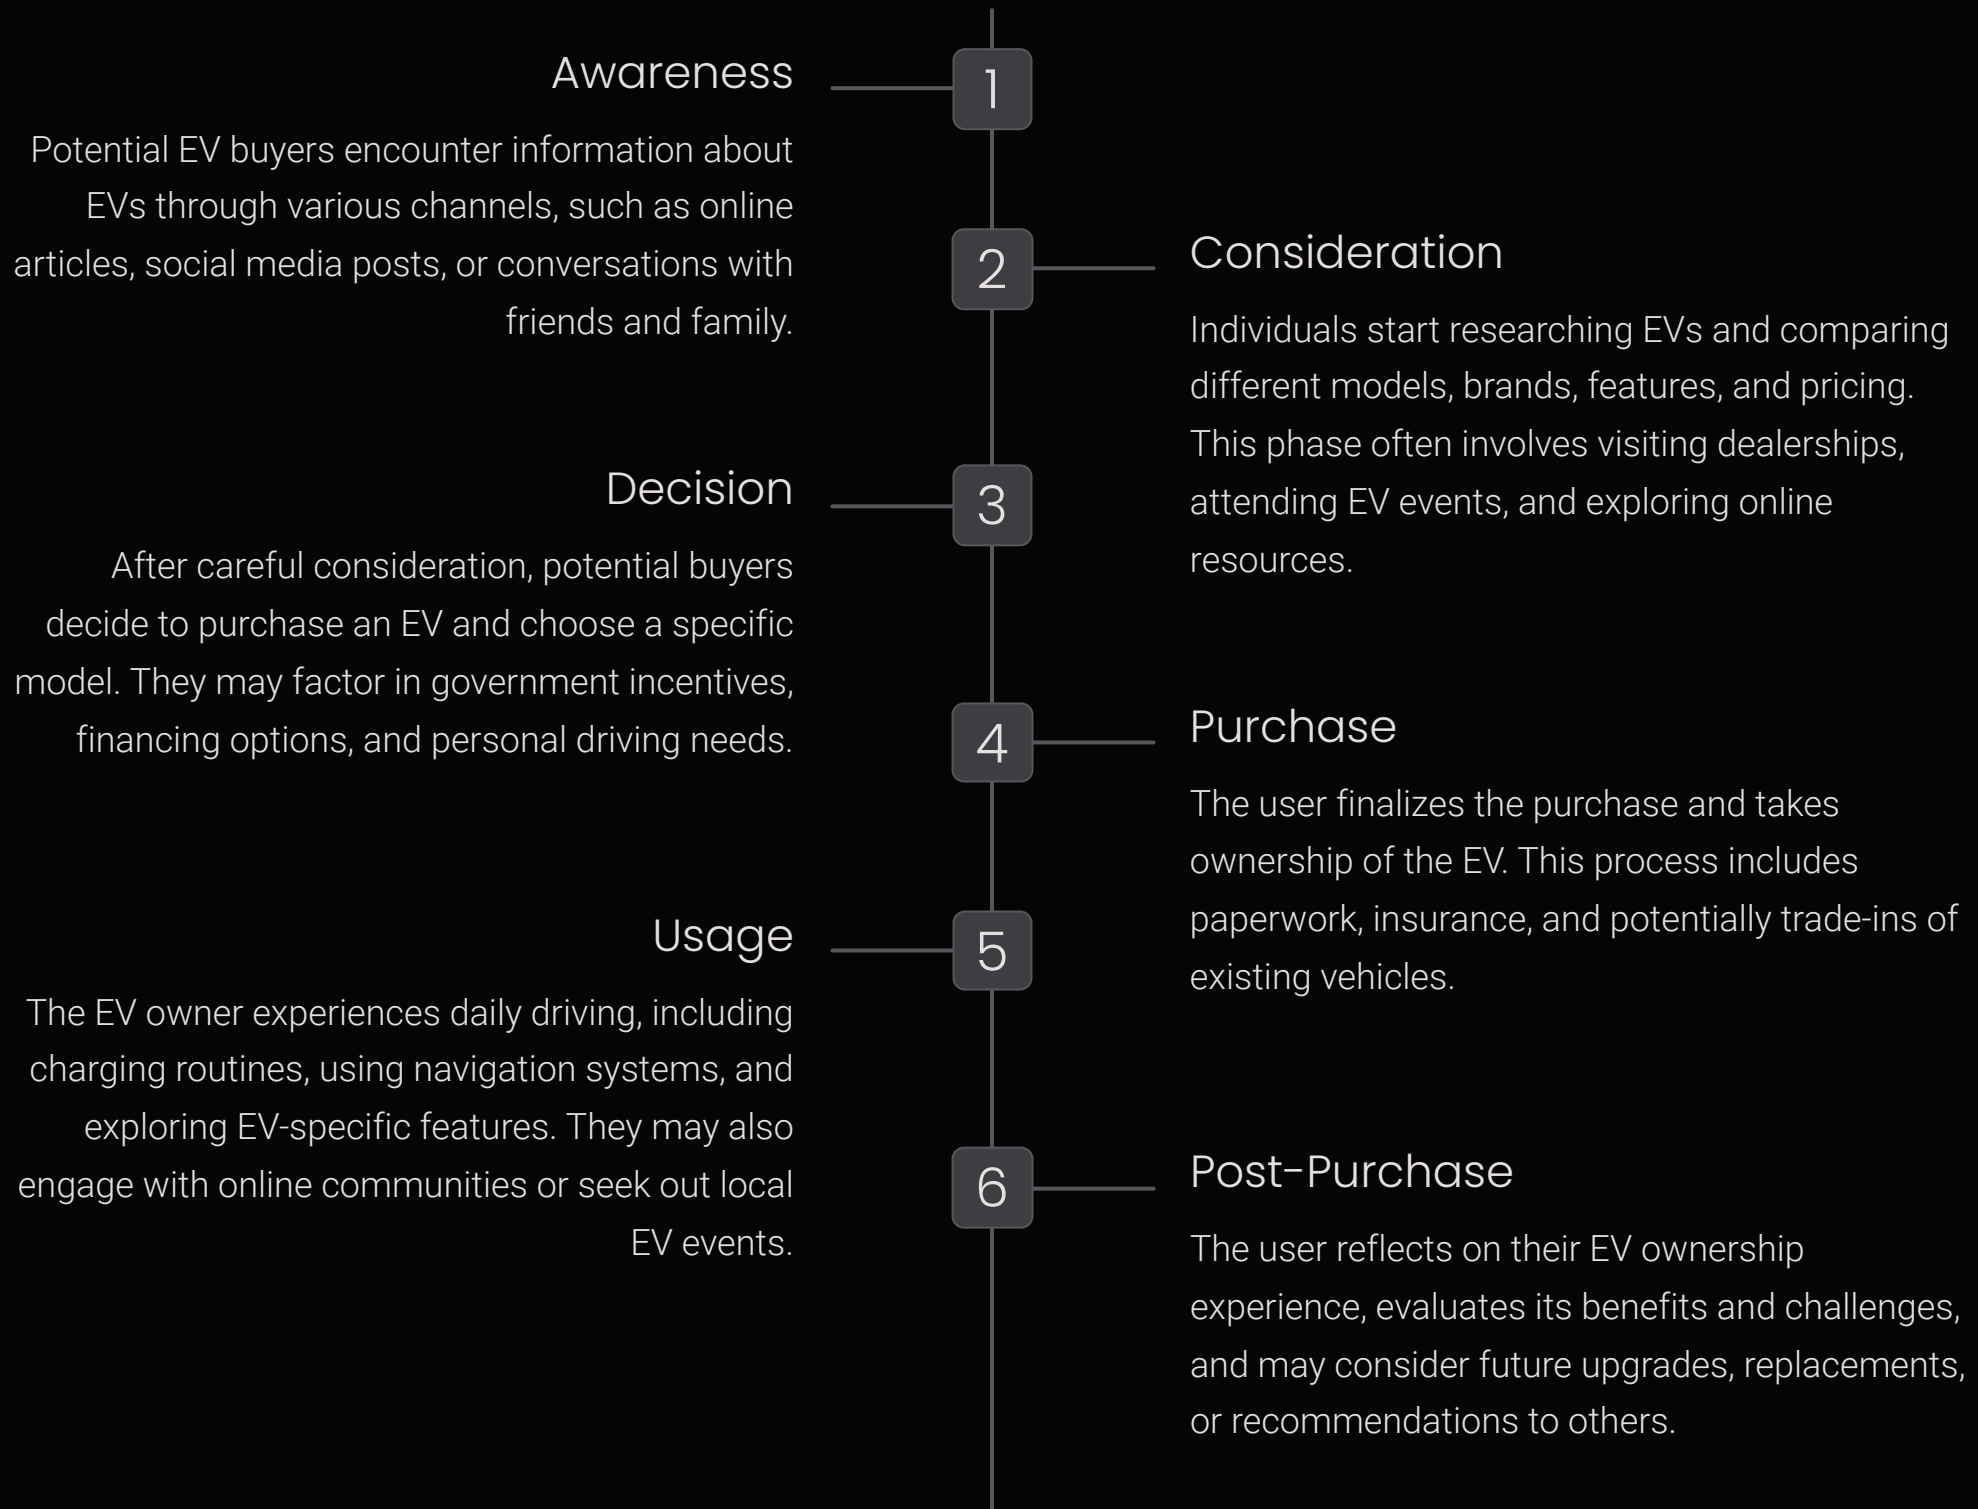 Awareness
1
Potential EV buyers encounter information about
EVs through various channels, such as online
articles, social media posts, or conversations with
friends and family.
2
Consideration
Individuals start researching EVs and comparing
different models, brands, features, and pricing.
This phase often involves visiting dealerships,
attending EV events, and exploring online
resources.
Decision
3
After careful consideration, potential buyers
decide to purchase an EV and choose a specific
model. They may factor in government incentives,
financing options, and personal driving needs.
4
Purchase
The user finalizes the purchase and takes
ownership of the EV. This process includes
paperwork, insurance, and potentially trade-ins of
existing vehicles.
Usage
5
The EV owner experiences daily driving, including
charging routines, using navigation systems, and
exploring EV-specific features. They may also
engage with online communities or seek out local
EV events.
6
Post-Purchase
The user reflects on their EV ownership
experience, evaluates its benefits and challenges,
and may consider future upgrades, replacements,
or recommendations to others.